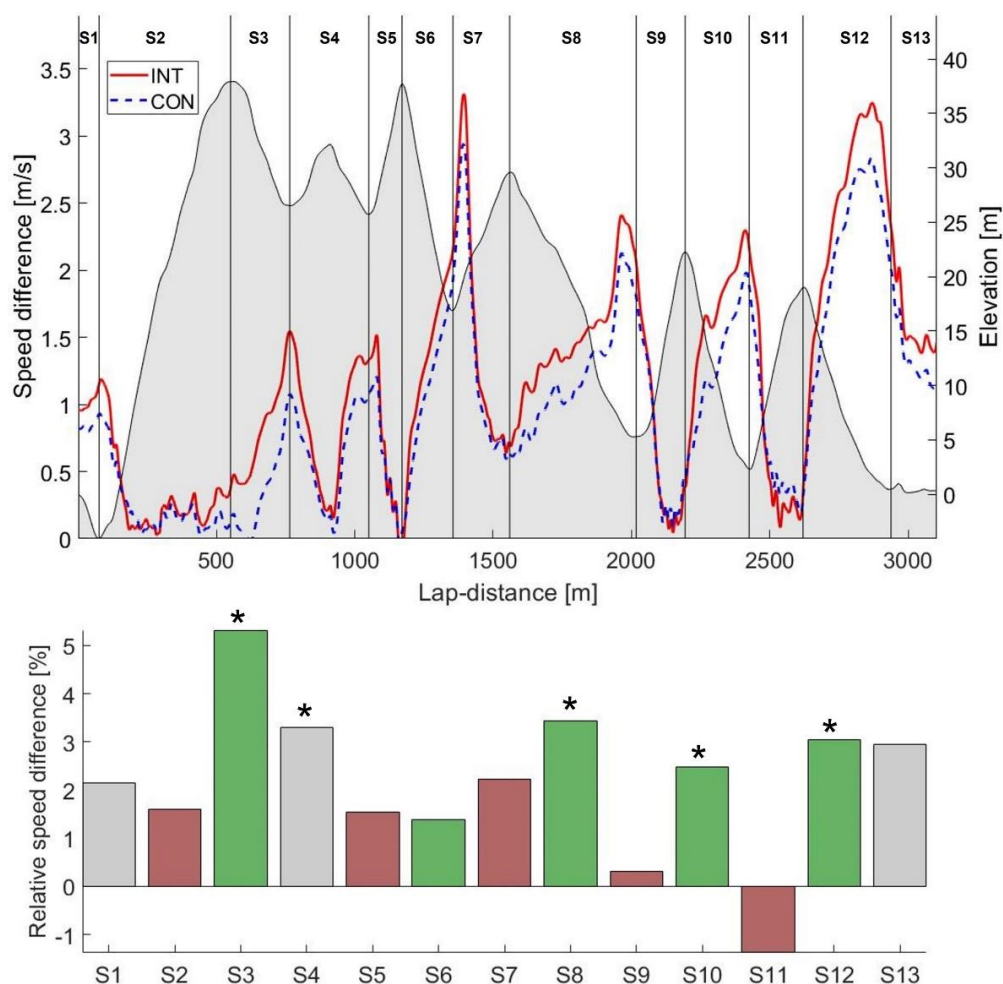 S1 S2 S3 S4 S5 S6 S7 S8 S9 S10 S11 S12 S13
INT
CON
3.5
3
2.5
2
1.5
1
0.5
0
Speed difference [m/s]
40
35
30
25
20
15
10
5
0
Elevation [m]
500 1000 1500 2000 2500 3000
Lap-distance [m]
5
4
3
2
1
0
-1
Relative speed difference [%]
* * * * *
S1 S2 S3 S4 S5 S6 S7 S8 S9 S10 S11 S12 S13